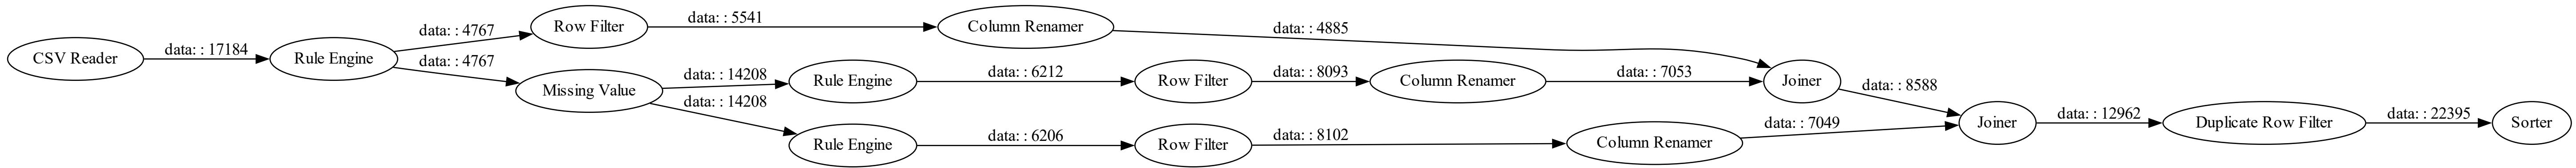 CSV Reader
data: : 17184
Rule Engine
data: : 4767
Row Filter
data: : 5541
Column Renamer
data: : 4885
data: : 4767
Missing Value
data: : 14208
Rule Engine
data: : 6212
Row Filter
data: : 8093
Column Renamer
data: : 7053
Joiner
data: : 8588
data: : 14208
Rule Engine
data: : 6206
Row Filter
data: : 8102
Column Renamer
data: : 7049
Joiner
data: : 12962
Duplicate Row Filter
data: : 22395
Sorter